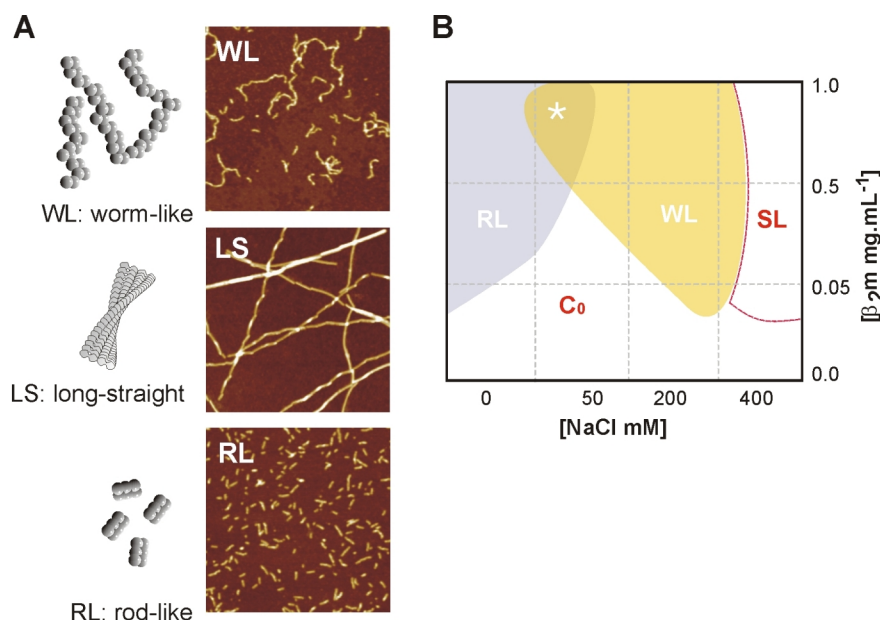 A
WL
WL: worm-like
LS
LS: long-straight
RL
RL: rod-like
B
*
RL
WL
SL
C₀
1.0
0.5
0.05
0.0
[β₂m mg.mL⁻¹]
0 50 200 400
[NaCl mM]